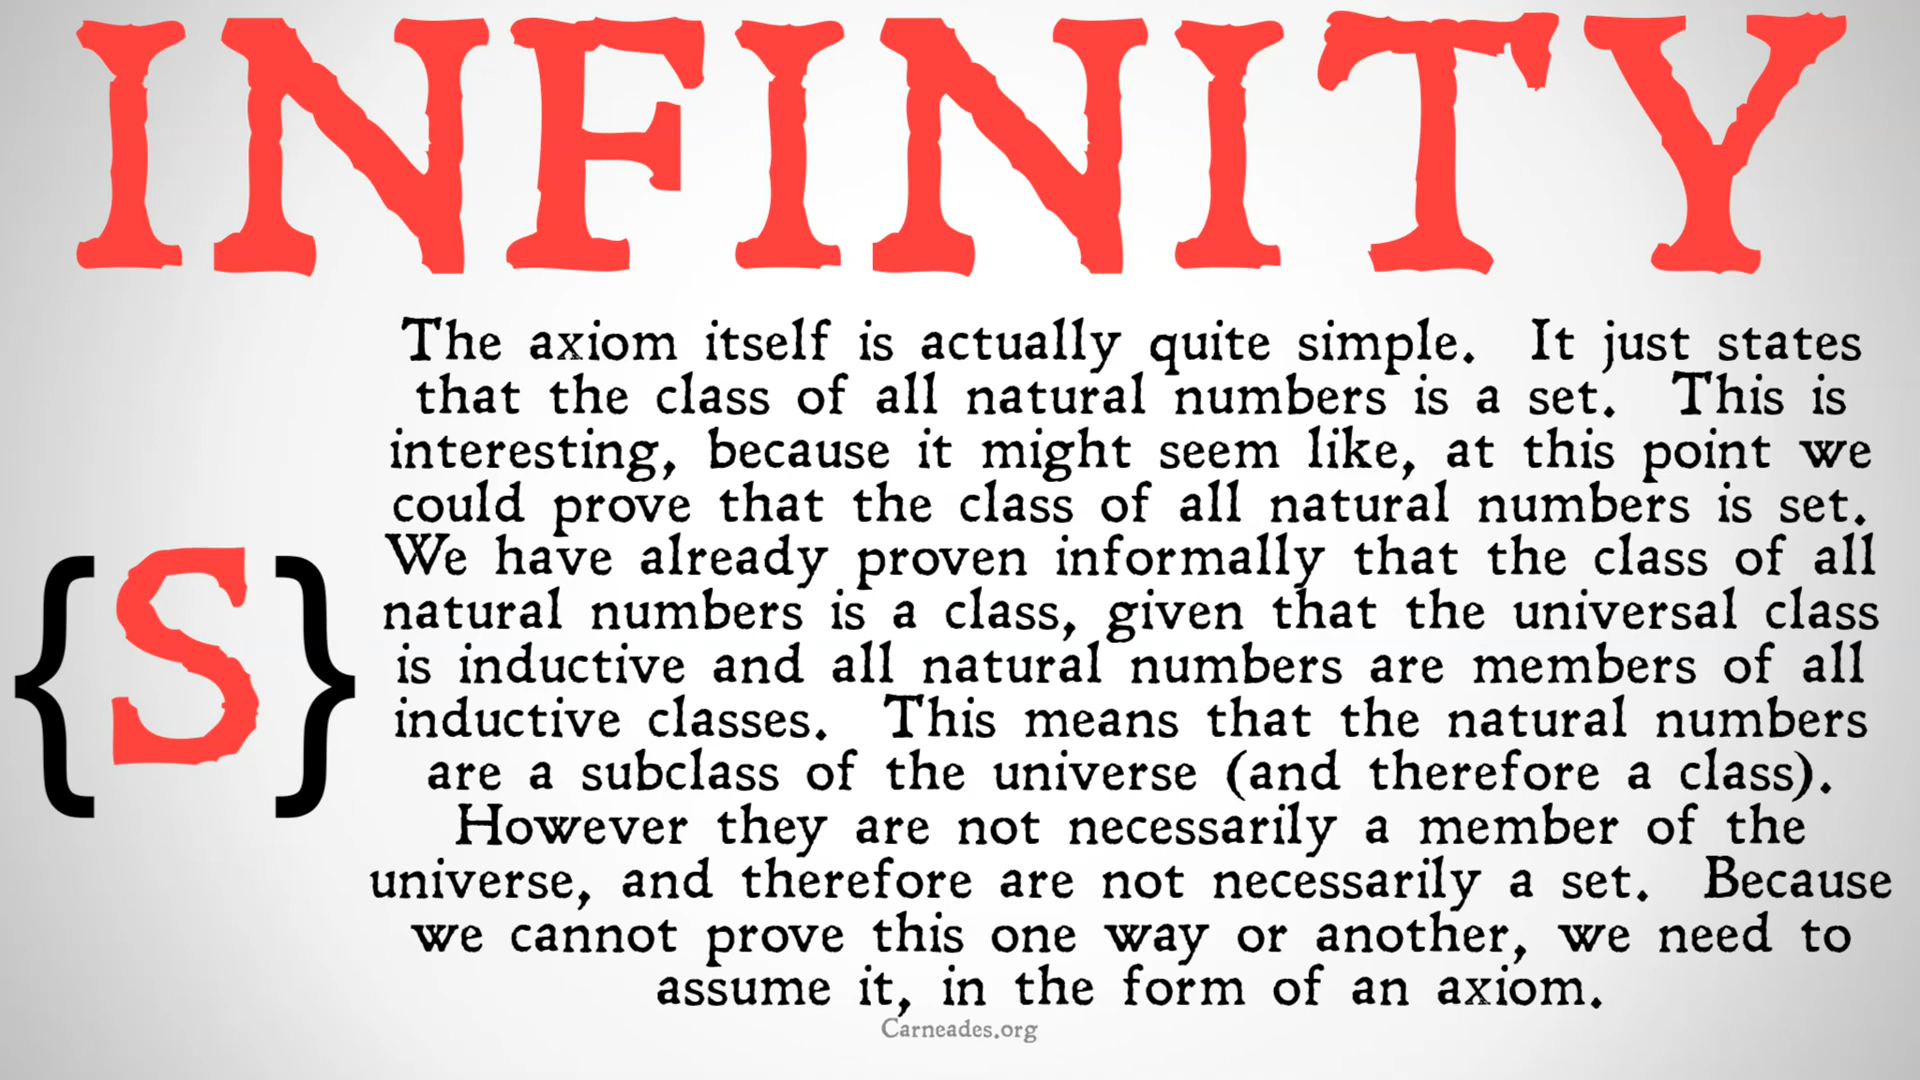 INFINITY
The axiom itself is actually quite simple. It just states
that the class of all natural numbers is a set. This is
interesting, because it might seem like, at this point we
could prove that the class of all natural numbers is set.
We have already proven informally that the class of all
natural numbers is a class, given that the universal class
is inductive and all natural numbers are members of all
inductive classes. This means that the natural numbers
are a subclass of the universe (and therefore a class).
However they are not necessarily a member of the
universe, and therefore are not necessarily a set. Because
we cannot prove this one way or another, we need to
assume it, in the form of an axiom.
{S}
Carneades.org